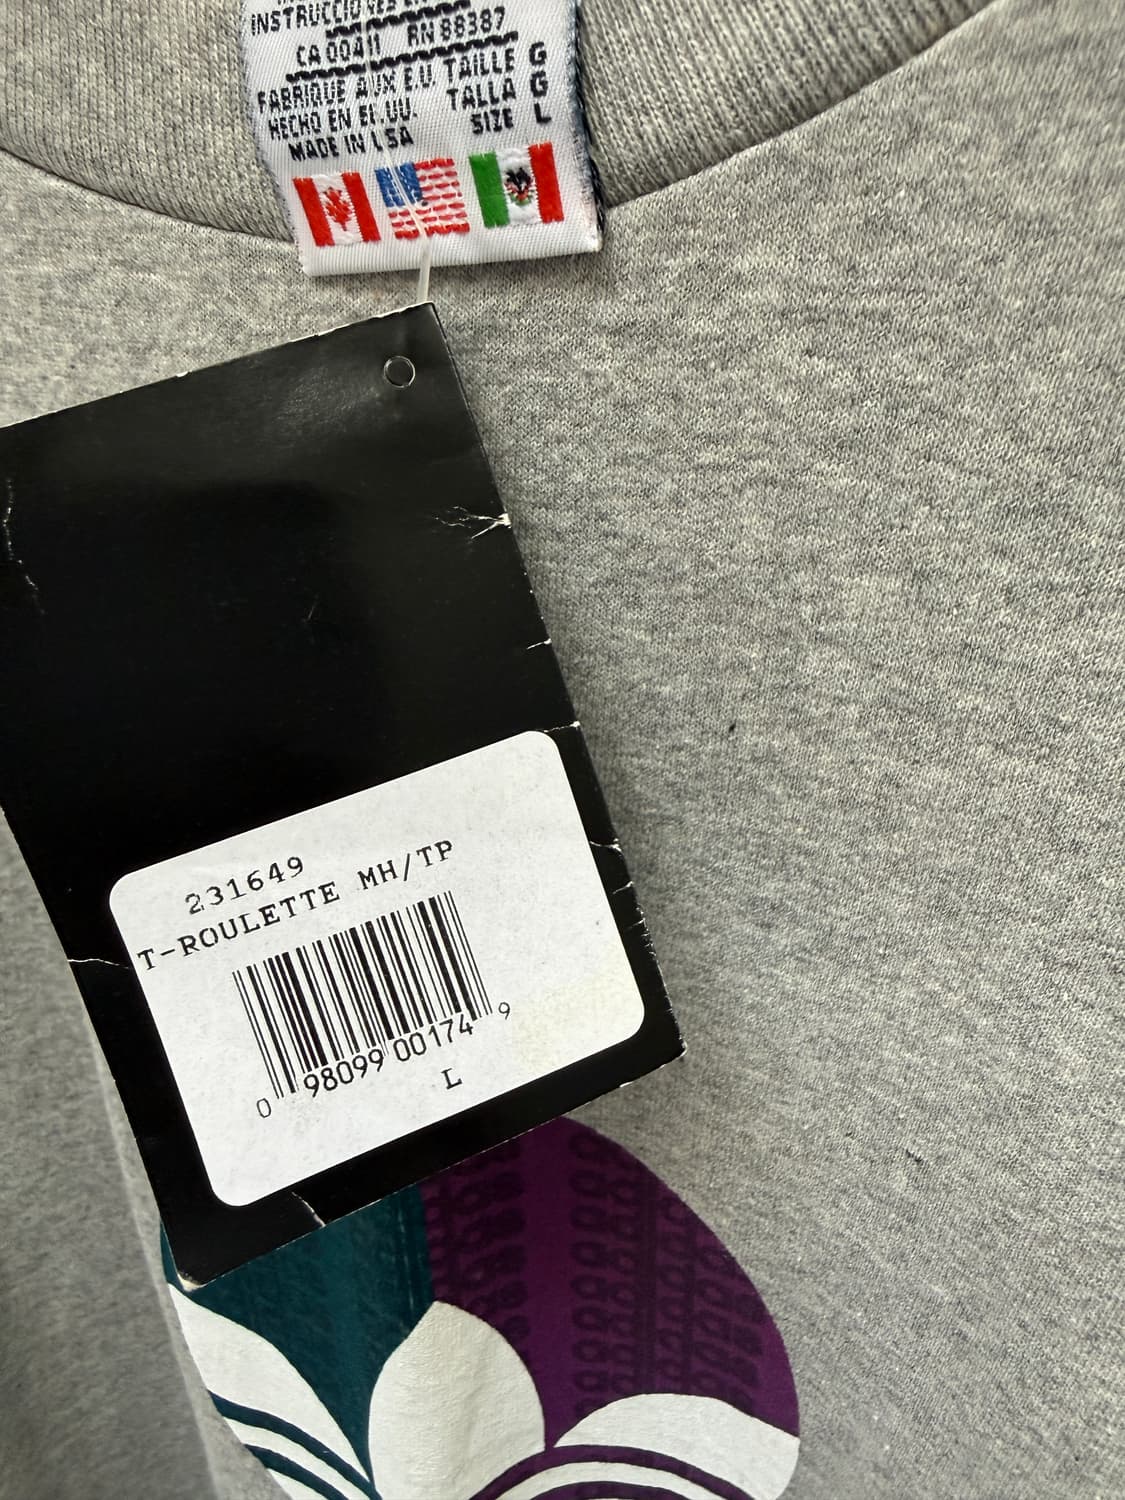 INSTRUCCIONES
CA 00411 RN 88387
FABRIQUE AUX E.U. TAILLE G
HECHO EN EE.UU. TALLA G
MADE IN USA SIZE L
231649
T-ROULETTE MH/TP
0 98099 00174 9
L